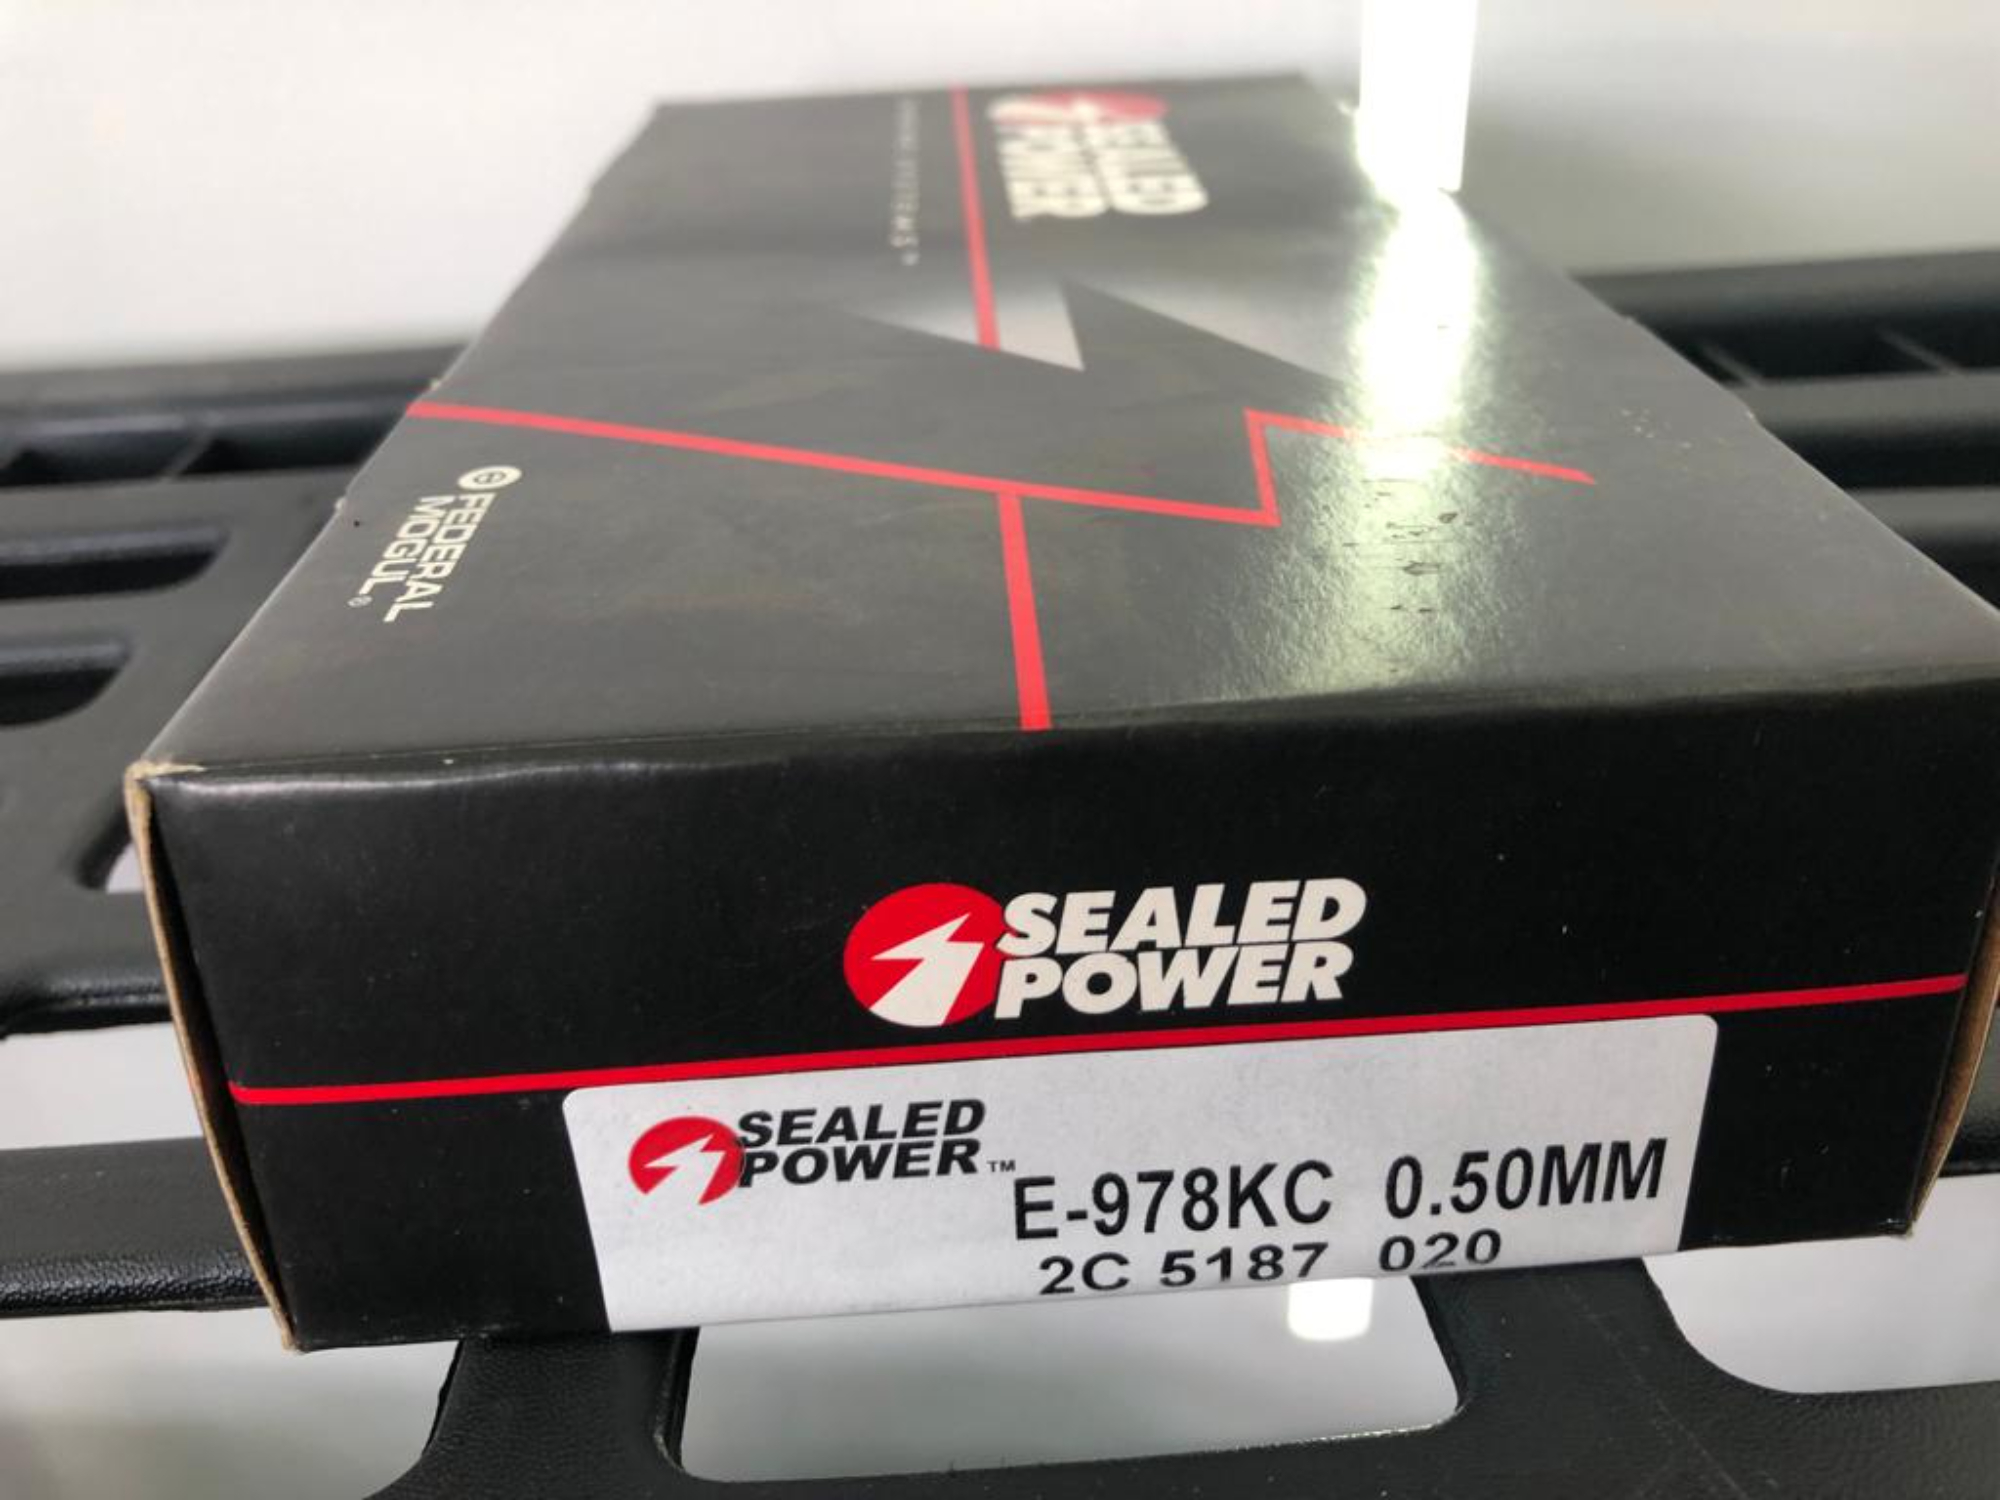 SEALED
POWER
FEDERAL
MOGUL®
SEALED
POWER
SEALED
POWER™
E-978KC 0.50MM
2C 5187 020